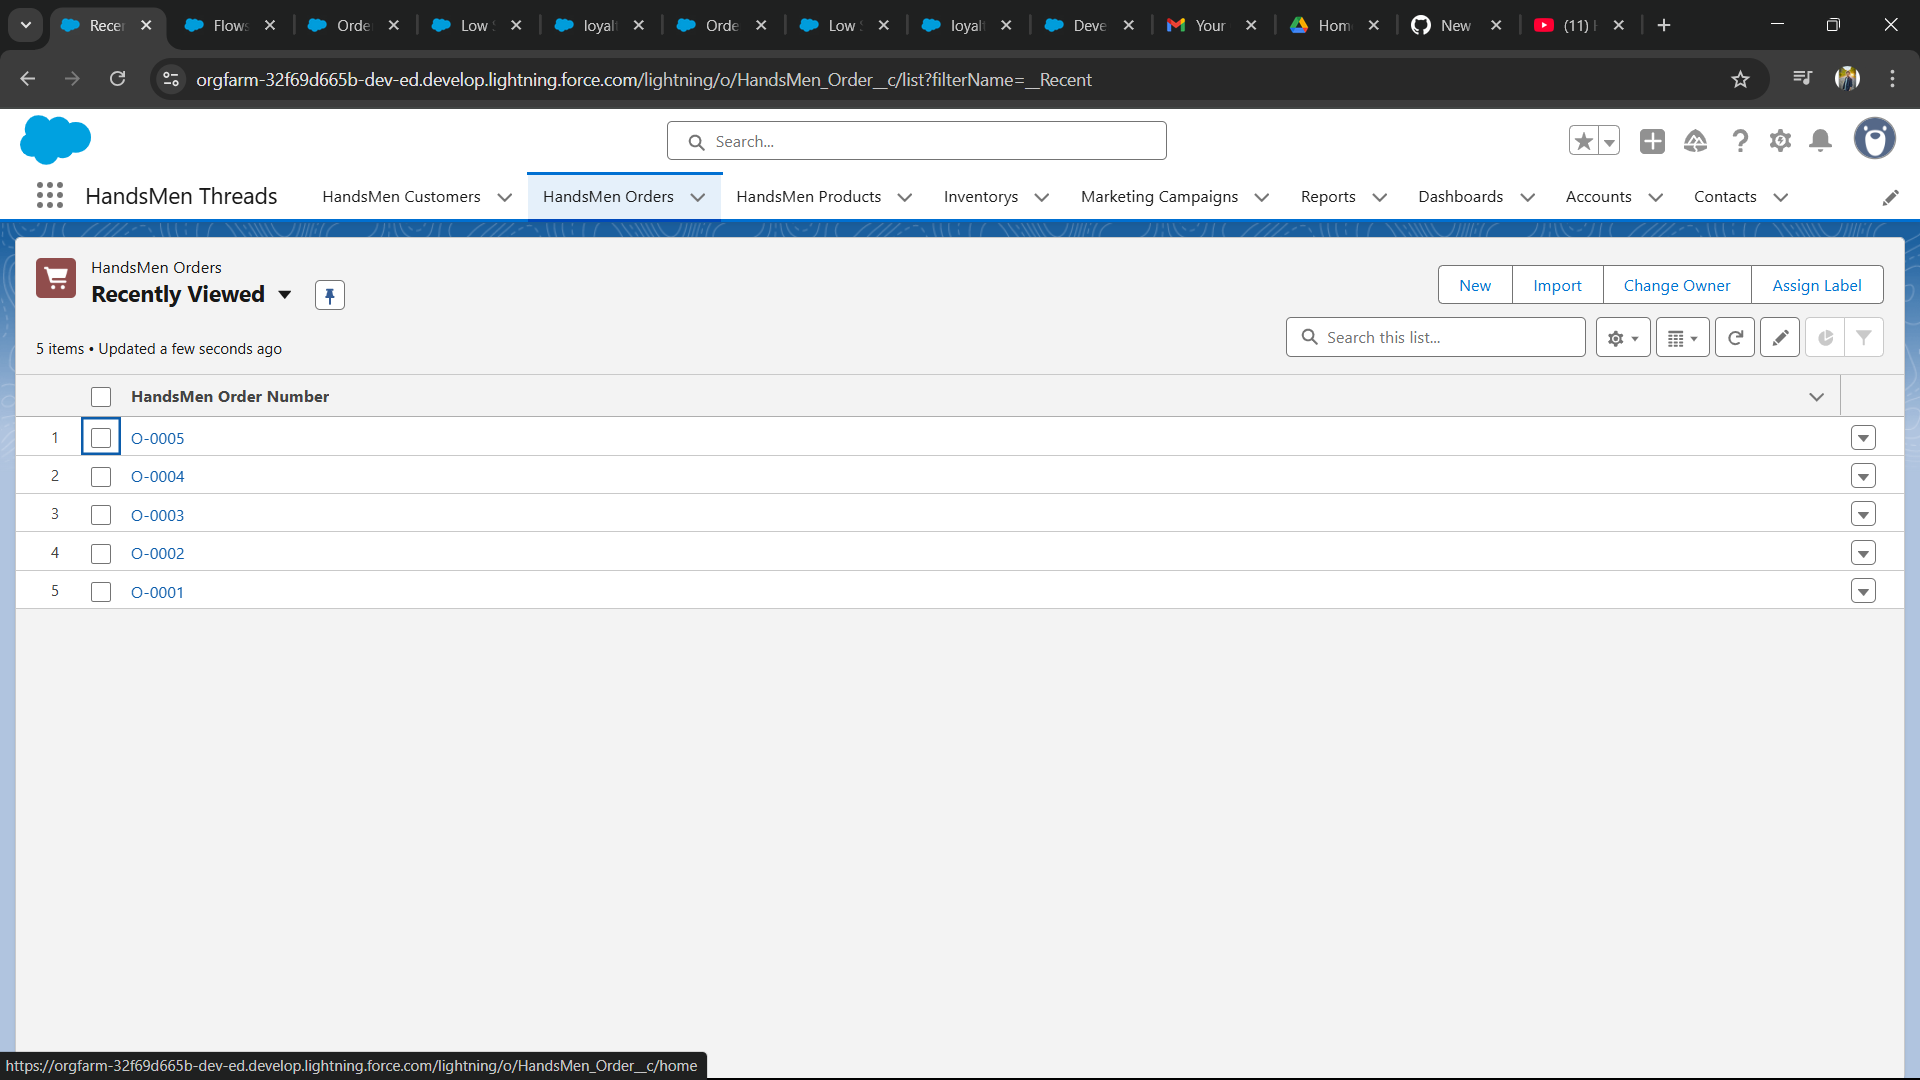 Recer
Flows
Orde
Low S
loyalt
Orde
Low S
loyalt
Deve
Your
Hom
New
(11)
orgfarm-32f69d665b-dev-ed.develop.lightning.force.com/lightning/o/HandsMen_Order__c/list?filterName=__Recent
Search...
HandsMen Threads
HandsMen Customers
HandsMen Orders
HandsMen Products
Inventorys
Marketing Campaigns
Reports
Dashboards
Accounts
Contacts
HandsMen Orders
Recently Viewed
New
Import
Change Owner
Assign Label
5 items • Updated a few seconds ago
Search this list...
HandsMen Order Number
1 O-0005
2 O-0004
3 O-0003
4 O-0002
5 O-0001
https://orgfarm-32f69d665b-dev-ed.develop.lightning.force.com/lightning/o/HandsMen_Order__c/home